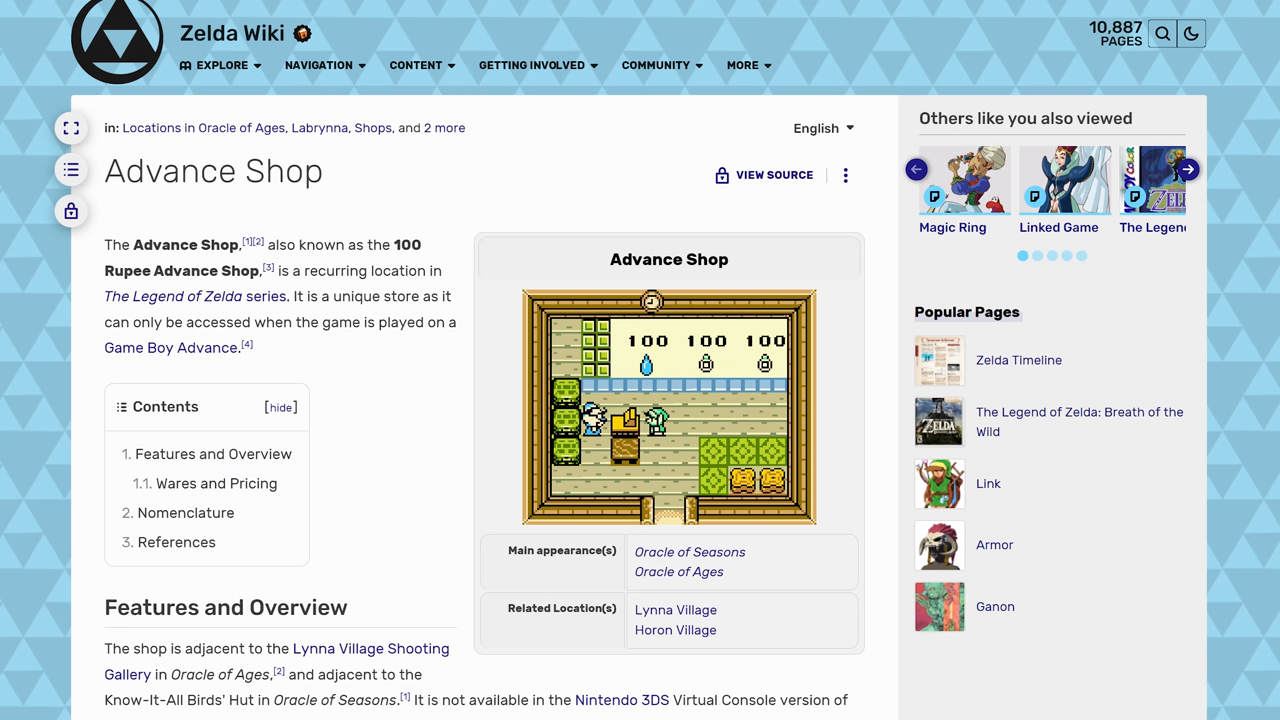 Zelda Wiki
10,887
PAGES
EXPLORE NAVIGATION CONTENT GETTING INVOLVED COMMUNITY MORE
in: Locations in Oracle of Ages, Labrynna, Shops, and 2 more
English
Advance Shop
VIEW SOURCE
The Advance Shop,[1][2] also known as the 100
Rupee Advance Shop,[3] is a recurring location in
The Legend of Zelda series. It is a unique store as it
can only be accessed when the game is played on a
Game Boy Advance.[4]
Contents [hide]
1. Features and Overview
1.1. Wares and Pricing
2. Nomenclature
3. References
Advance Shop
100 100 100
Main appearance(s)
Oracle of Seasons
Oracle of Ages
Related Location(s)
Lynna Village
Horon Village
Features and Overview
The shop is adjacent to the Lynna Village Shooting
Gallery in Oracle of Ages,[2] and adjacent to the
Know-It-All Birds' Hut in Oracle of Seasons.[1] It is not available in the Nintendo 3DS Virtual Console version of
Others like you also viewed
Magic Ring
Linked Game
The Legen
Popular Pages
Zelda Timeline
The Legend of Zelda: Breath of the
Wild
Link
Armor
Ganon